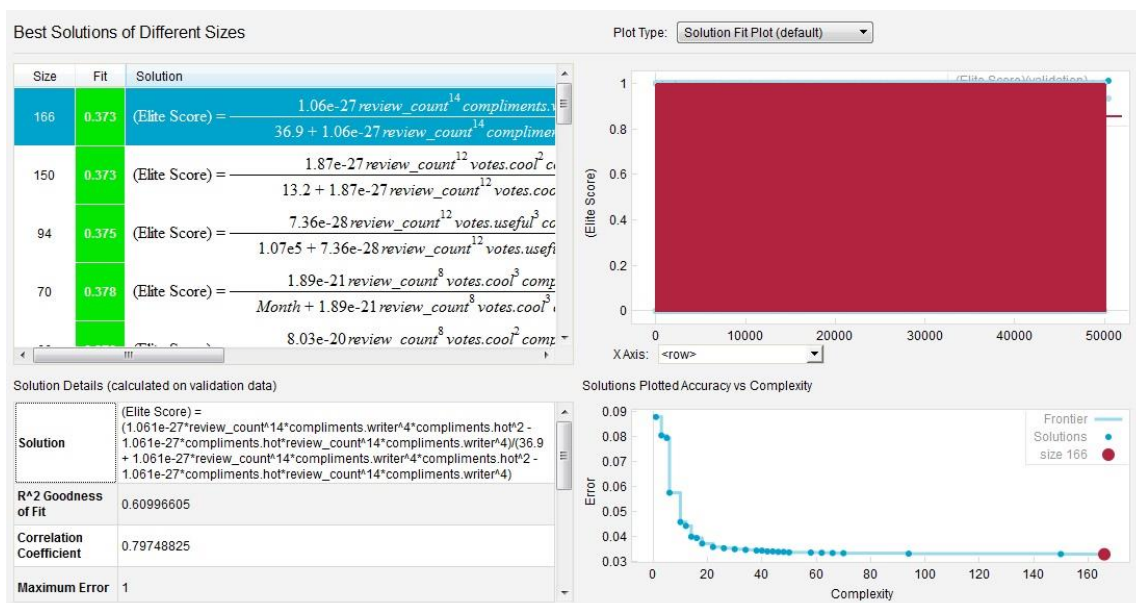 Best Solutions of Different Sizes
Plot Type: Solution Fit Plot (default)
Size Fit Solution
166 0.373 (Elite Score) = 1.06e-27 review_count^14 compliments.
36.9 + 1.06e-27 review_count^14 complimen
150 0.373 (Elite Score) = 1.87e-27 review_count^12 votes.cool^2 c
13.2 + 1.87e-27 review_count^12 votes.coo
94 0.375 (Elite Score) = 7.36e-28 review_count^12 votes.useful^3 co
1.07e5 + 7.36e-28 review_count^12 votes.usef
70 0.378 (Elite Score) = 1.89e-21 review_count^8 votes.cool^3 comp
Month + 1.89e-21 review_count^8 votes.cool^3
8.03e-20 review_count^8 votes.cool^2 comp
(Elite Score)(validation)
(Elite Score)
1
0.8
0.6
0.4
0.2
0
0 10000 20000 30000 40000 50000
X Axis: <row>
Solution Details (calculated on validation data)
Solution
(Elite Score) =
(1.061e-27*review_count^14*compliments.writer^4*compliments.hot^2 -
1.061e-27*compliments.hot*review_count^14*compliments.writer^4)/(36.9
+ 1.061e-27*review_count^14*compliments.writer^4*compliments.hot^2 -
1.061e-27*compliments.hot*review_count^14*compliments.writer^4)
R^2 Goodness
of Fit
0.60996605
Correlation
Coefficient
0.79748825
Maximum Error 1
Solutions Plotted Accuracy vs Complexity
Error
0.09
0.08
0.07
0.06
0.05
0.04
0.03
Frontier
Solutions
size 166
0 20 40 60 80 100 120 140 160
Complexity